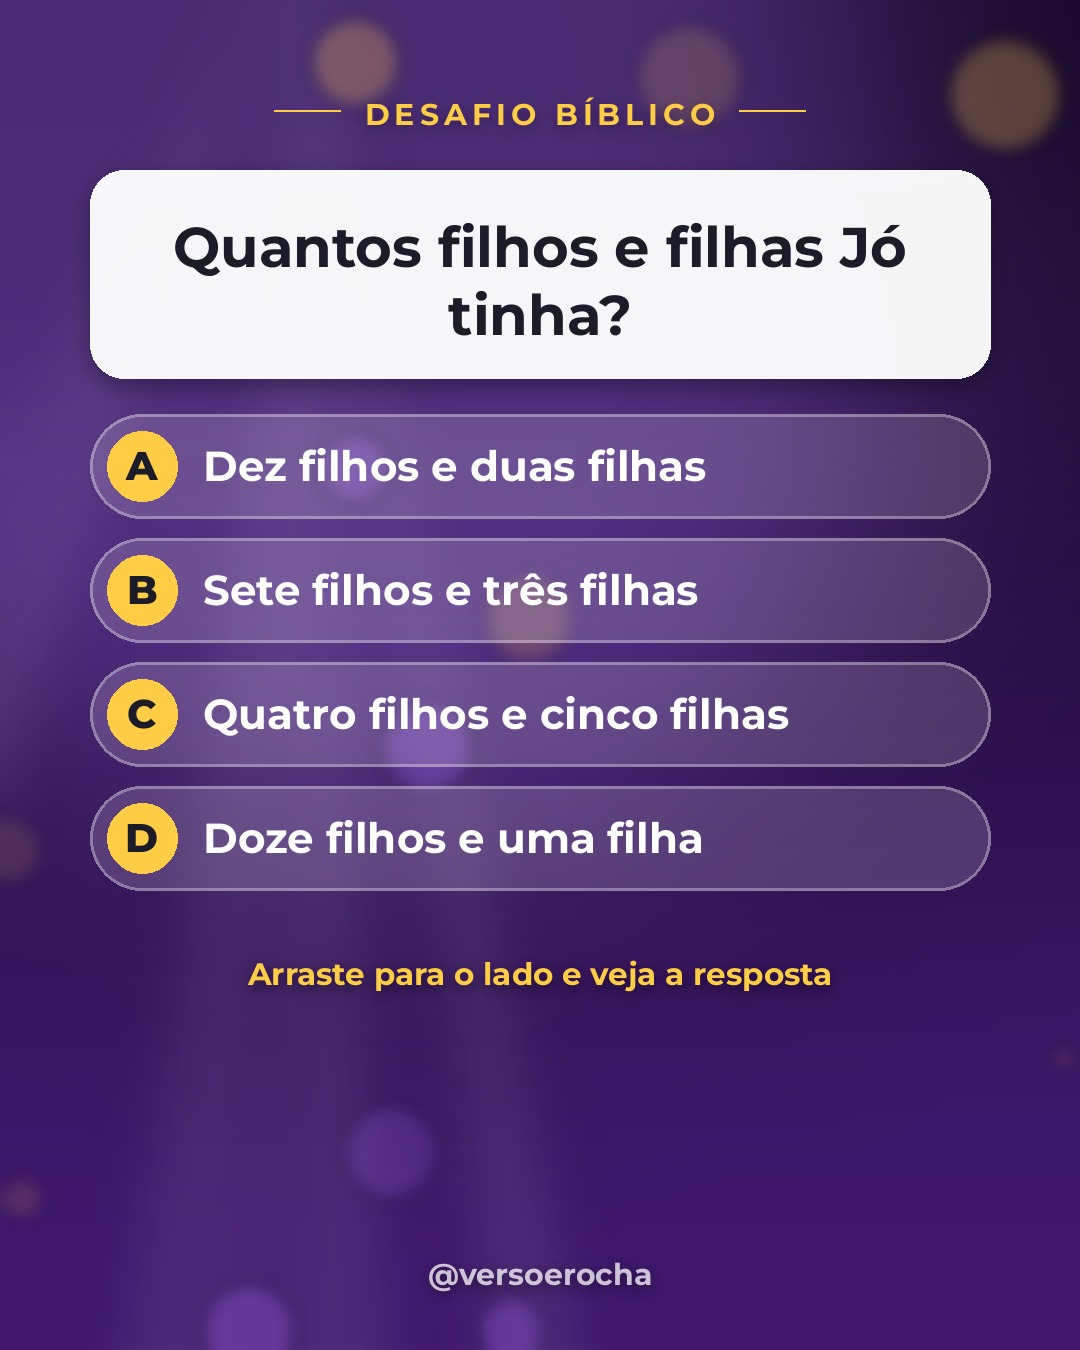 DESAFIO BÍBLICO
Quantos filhos e filhas Jó
tinha?
A Dez filhos e duas filhas
B Sete filhos e três filhas
C Quatro filhos e cinco filhas
D Doze filhos e uma filha
Arraste para o lado e veja a resposta
@versoerocha